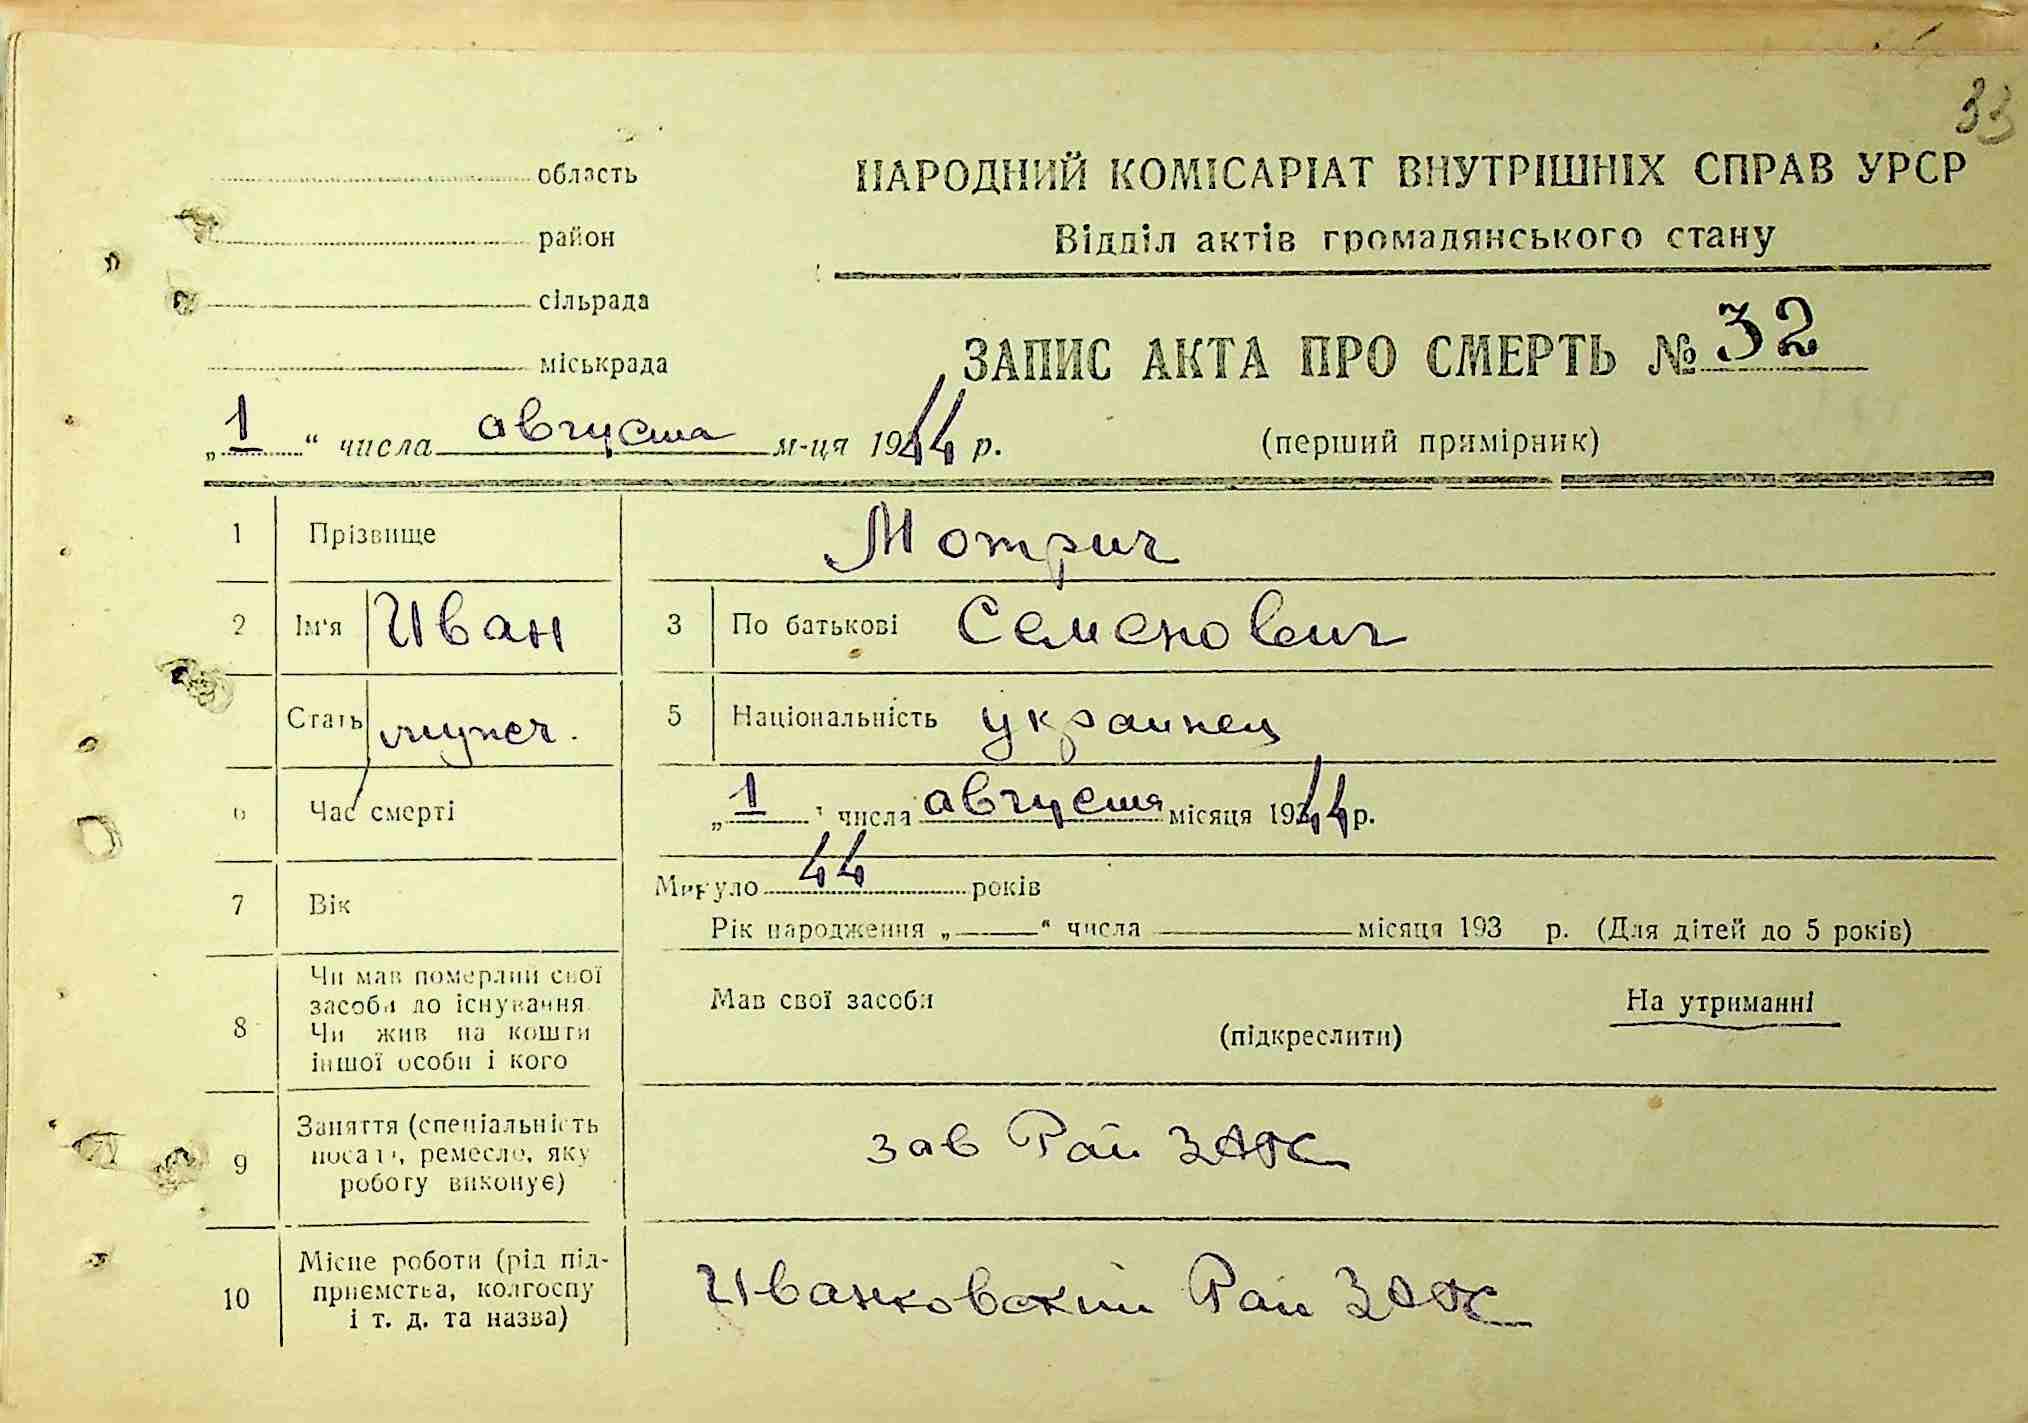 33
область
район
сільрада
міськрада
НАРОДНИЙ КОМІСАРІАТ ВНУТРІШНІХ СПРАВ УРСР
Відділ актів громадянського стану
ЗАПИС АКТА ПРО СМЕРТЬ № 32
„1“ числа августа м-ця 1944 р.
(перший примірник)
1 Прізвище Мотрич
2 Ім'я Иван 3 По батькові Семенович
Стать мужеч. 5 Національність украинец
6 Час смерті „1“ числа августа місяця 1944 р.
7 Вік Минуло 44 років
Рік народження „——“ числа —— місяця 193 р. (Для дітей до 5 років)
8 Чи мав померлий свої
засоби до існування.
Чи жив на кошти
іншої особи і кого
Мав свої засоби На утриманні
(підкреслити)
9 Заняття (спеціальність
посада, ремесло, яку
роботу виконує)
зав Рай ЗАГС
10 Місце роботи (рід під-
приємства, колгоспу
і т. д. та назва)
Иванковский Рай ЗАГС